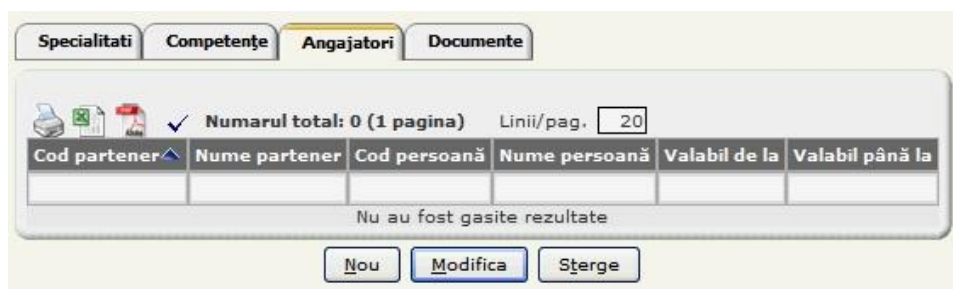 Specialitati Competenţe Angajatori Documente
Numarul total: 0 (1 pagina) Linii/pag. 20
Cod partener Nume partener Cod persoană Nume persoană Valabil de la Valabil până la
Nu au fost gasite rezultate
Nou Modifica Sterge